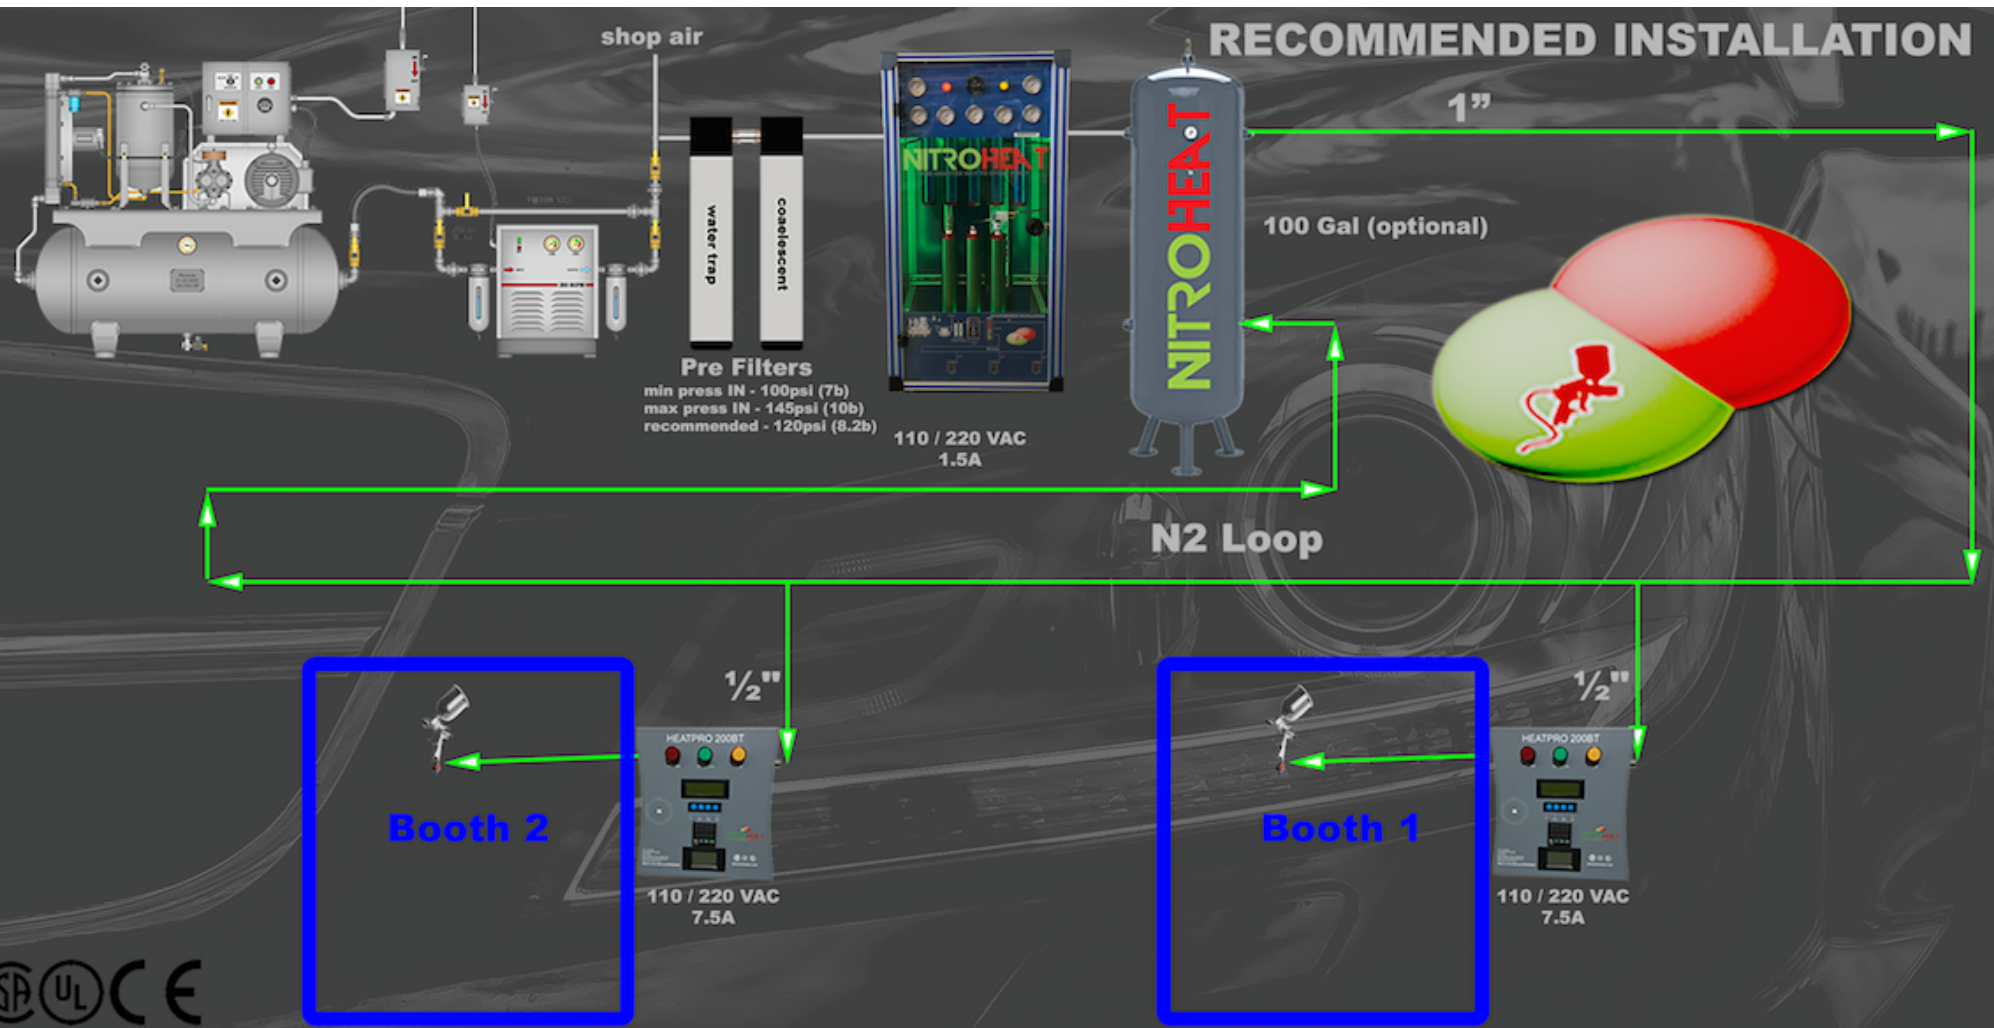 RECOMMENDED INSTALLATION
shop air
1”
NITROHEAT
NITROHEAT
water trap
coaelescent
100 Gal (optional)
Pre Filters
min press IN - 100psi (7b)
max press IN - 145psi (10b)
recommended - 120psi (8.2b)
110 / 220 VAC
1.5A
N2 Loop
½"
½"
HEATPRO 200BT
HEATPRO 200BT
Booth 2
Booth 1
110 / 220 VAC
7.5A
110 / 220 VAC
7.5A
SA UL CE